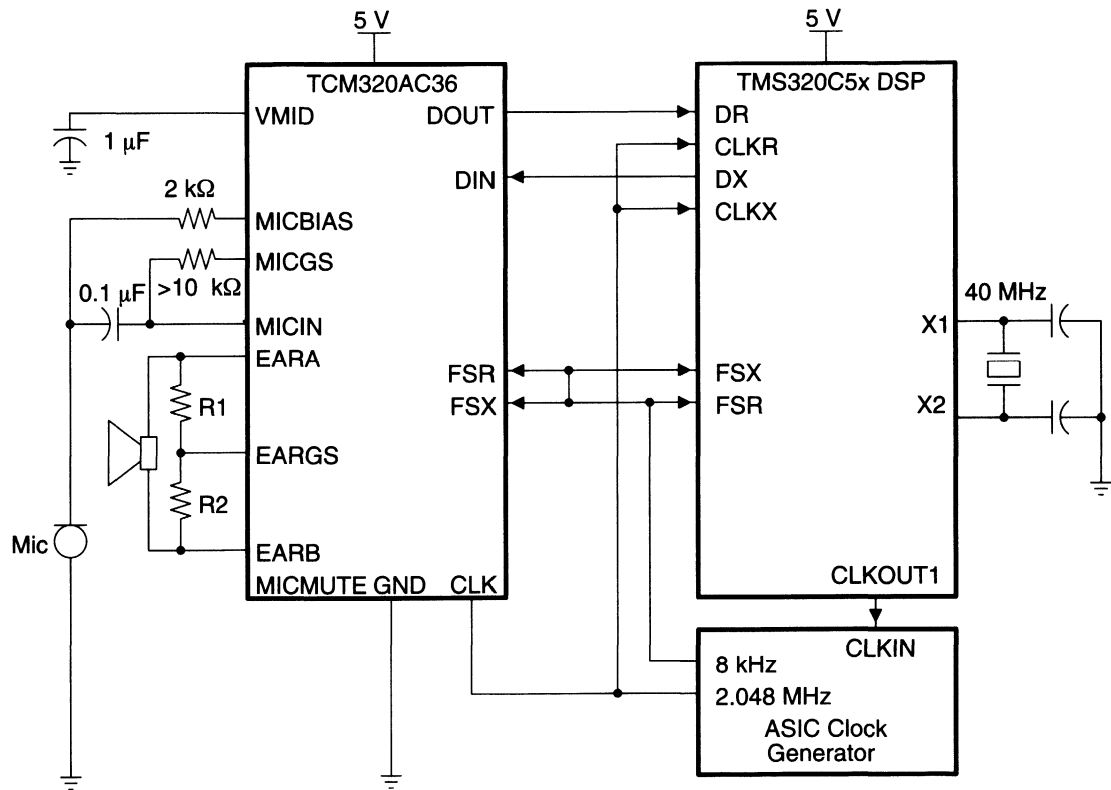 5 V
5 V
TCM320AC36
TMS320C5x DSP
VMID
DOUT
DR
1 μF
CLKR
DIN
DX
2 kΩ
CLKX
MICBIAS
MICGS
>10 kΩ
0.1 μF
40 MHz
MICIN
X1
EARA
FSR
FSX
R1
FSX
FSR
X2
EARGS
R2
Mic
EARB
MICMUTE GND CLK
CLKOUT1
CLKIN
8 kHz
2.048 MHz
ASIC Clock
Generator